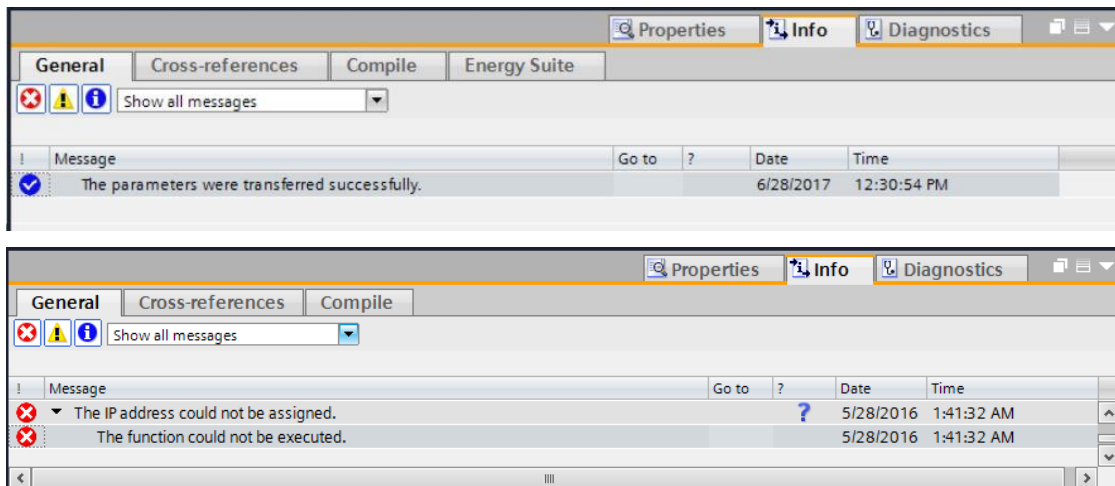 Properties Info Diagnostics
General Cross-references Compile Energy Suite
Show all messages
! Message Go to ? Date Time
The parameters were transferred successfully. 6/28/2017 12:30:54 PM
Properties Info Diagnostics
General Cross-references Compile
Show all messages
! Message Go to ? Date Time
The IP address could not be assigned. ? 5/28/2016 1:41:32 AM
The function could not be executed. 5/28/2016 1:41:32 AM